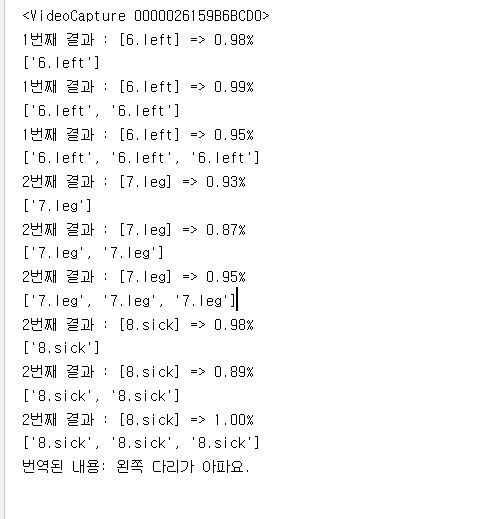 <VideoCapture 0000026159B6BCD0>
1번째 결과 : [6.left] => 0.98%
['6.left']
1번째 결과 : [6.left] => 0.99%
['6.left', '6.left']
1번째 결과 : [6.left] => 0.95%
['6.left', '6.left', '6.left']
2번째 결과 : [7.leg] => 0.93%
['7.leg']
2번째 결과 : [7.leg] => 0.87%
['7.leg', '7.leg']
2번째 결과 : [7.leg] => 0.95%
['7.leg', '7.leg', '7.leg']
2번째 결과 : [8.sick] => 0.98%
['8.sick']
2번째 결과 : [8.sick] => 0.89%
['8.sick', '8.sick']
2번째 결과 : [8.sick] => 1.00%
['8.sick', '8.sick', '8.sick']
번역된 내용: 왼쪽 다리가 아파요.